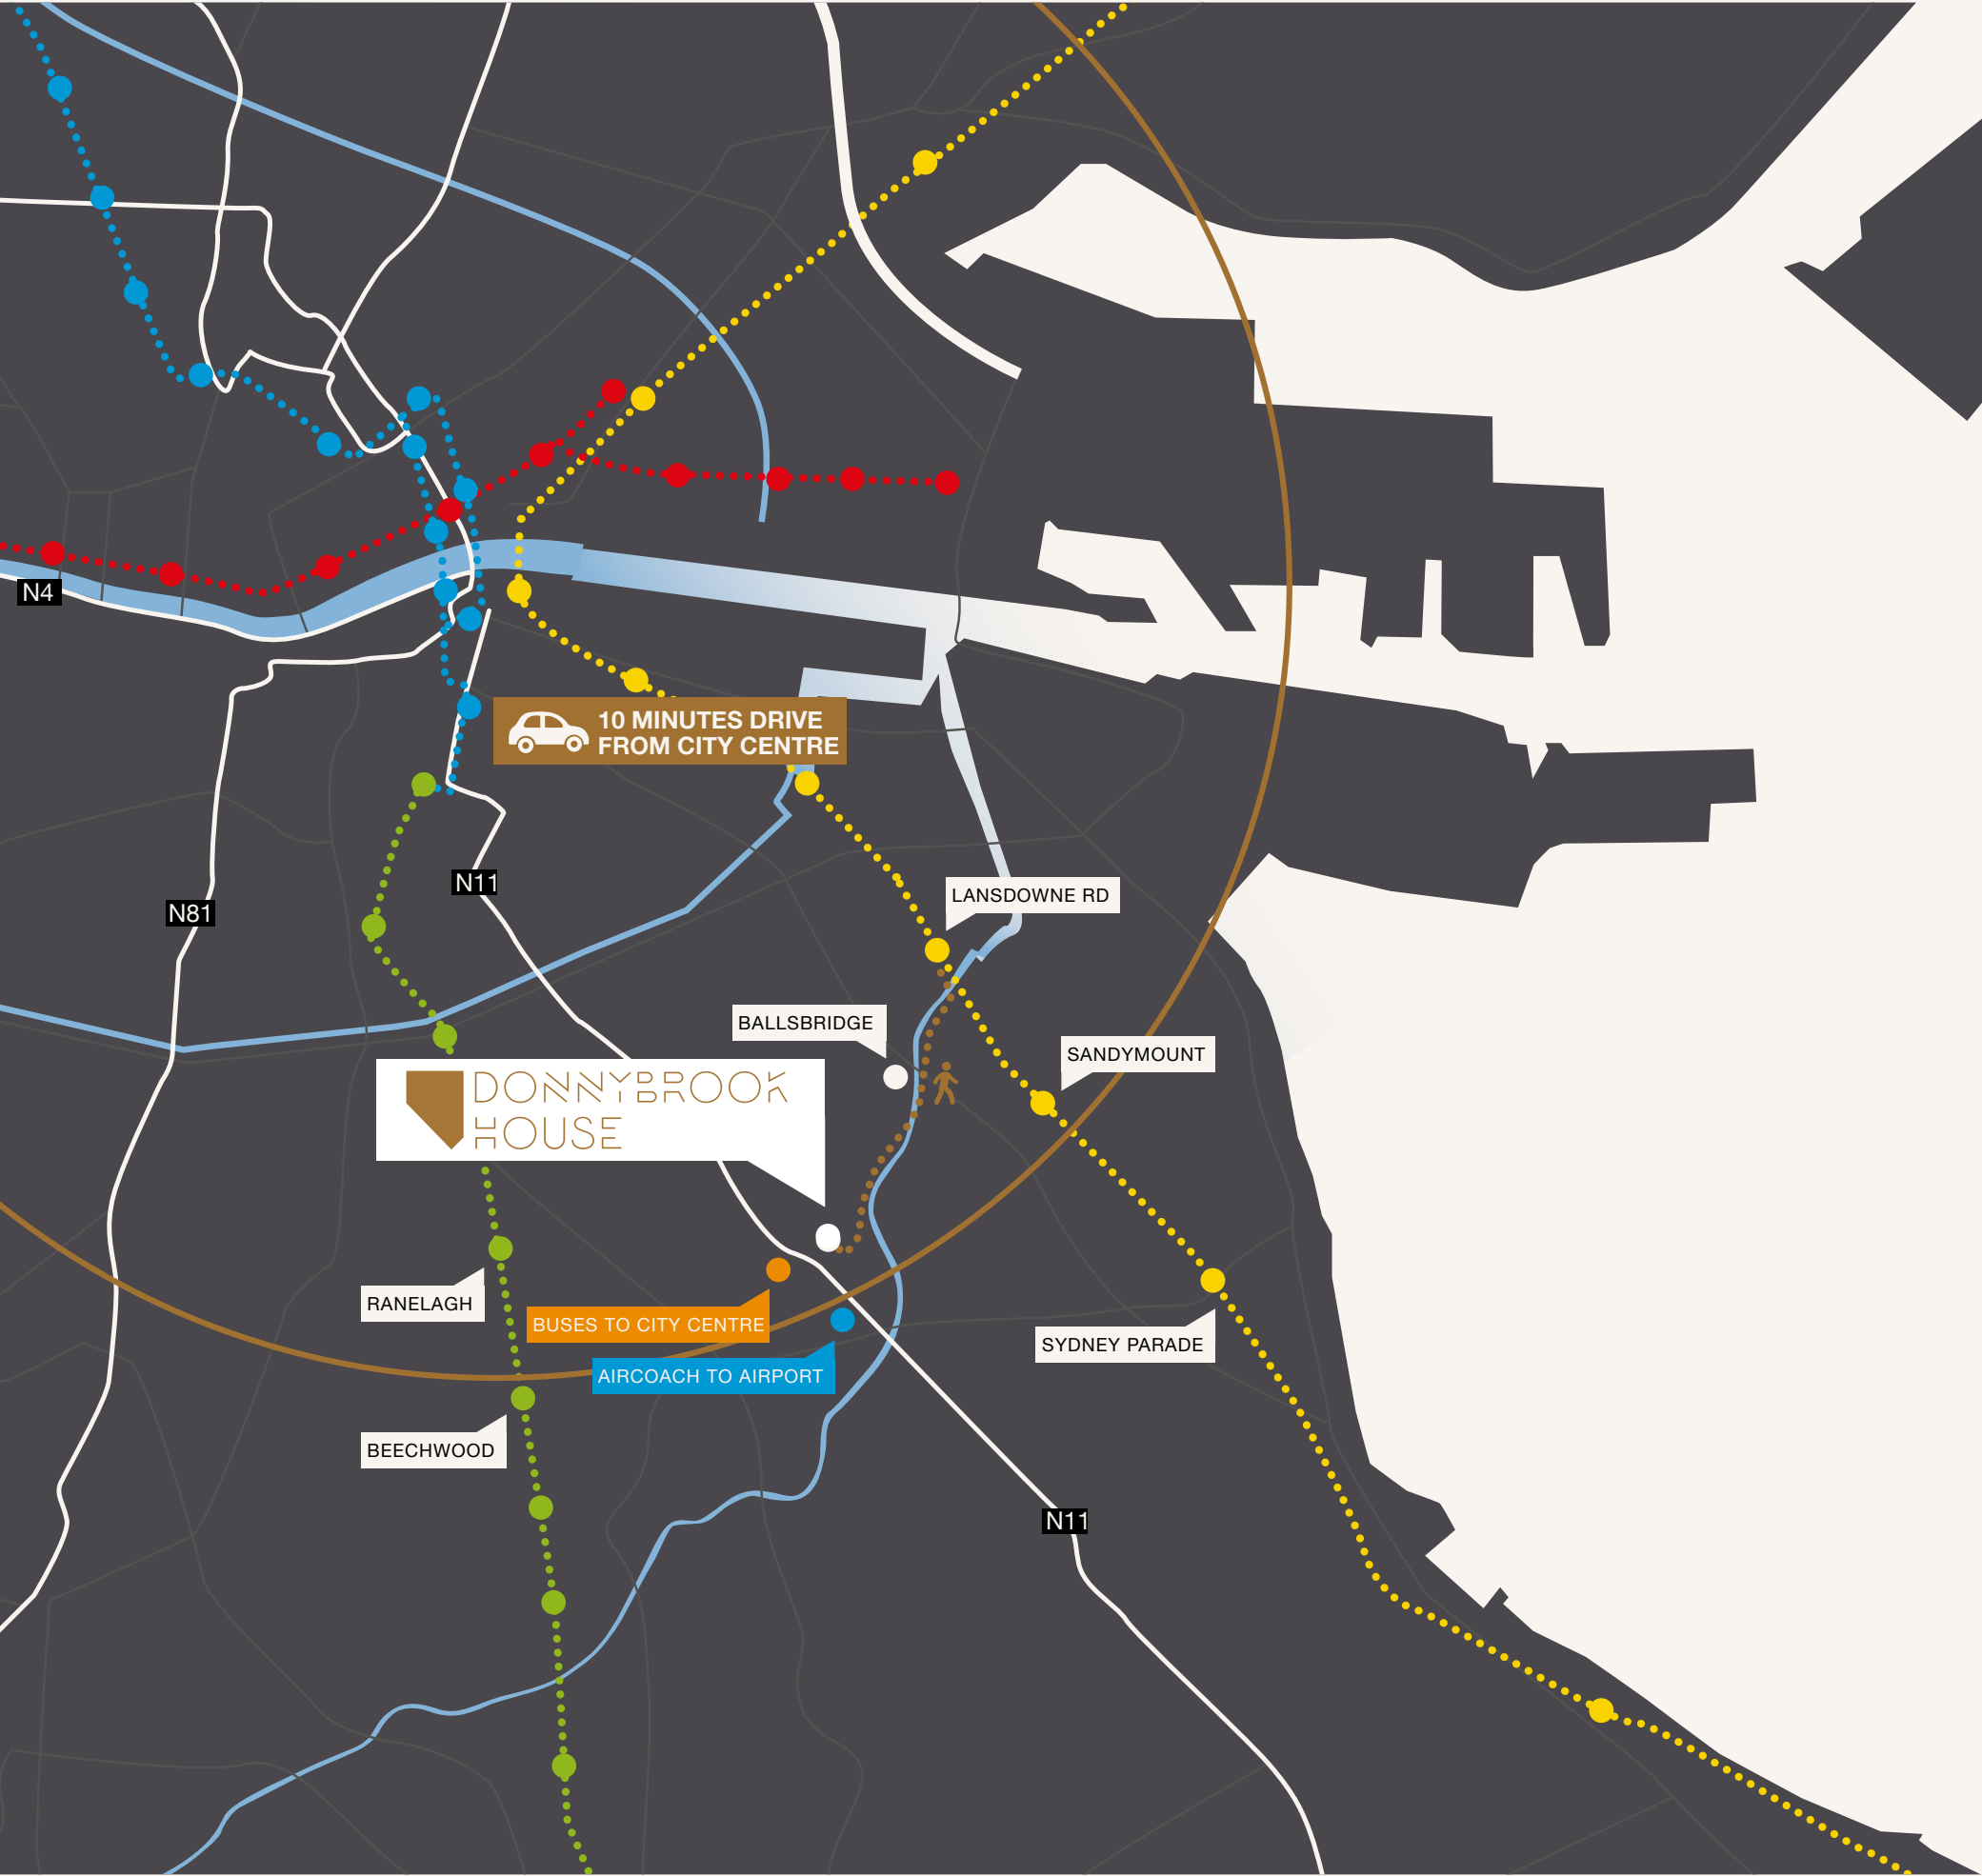 N4
10 MINUTES DRIVE
FROM CITY CENTRE
N11
LANSDOWNE RD
N81
BALLSBRIDGE
SANDYMOUNT
DONNYBROOK
HOUSE
RANELAGH
BUSES TO CITY CENTRE
SYDNEY PARADE
AIRCOACH TO AIRPORT
BEECHWOOD
N11